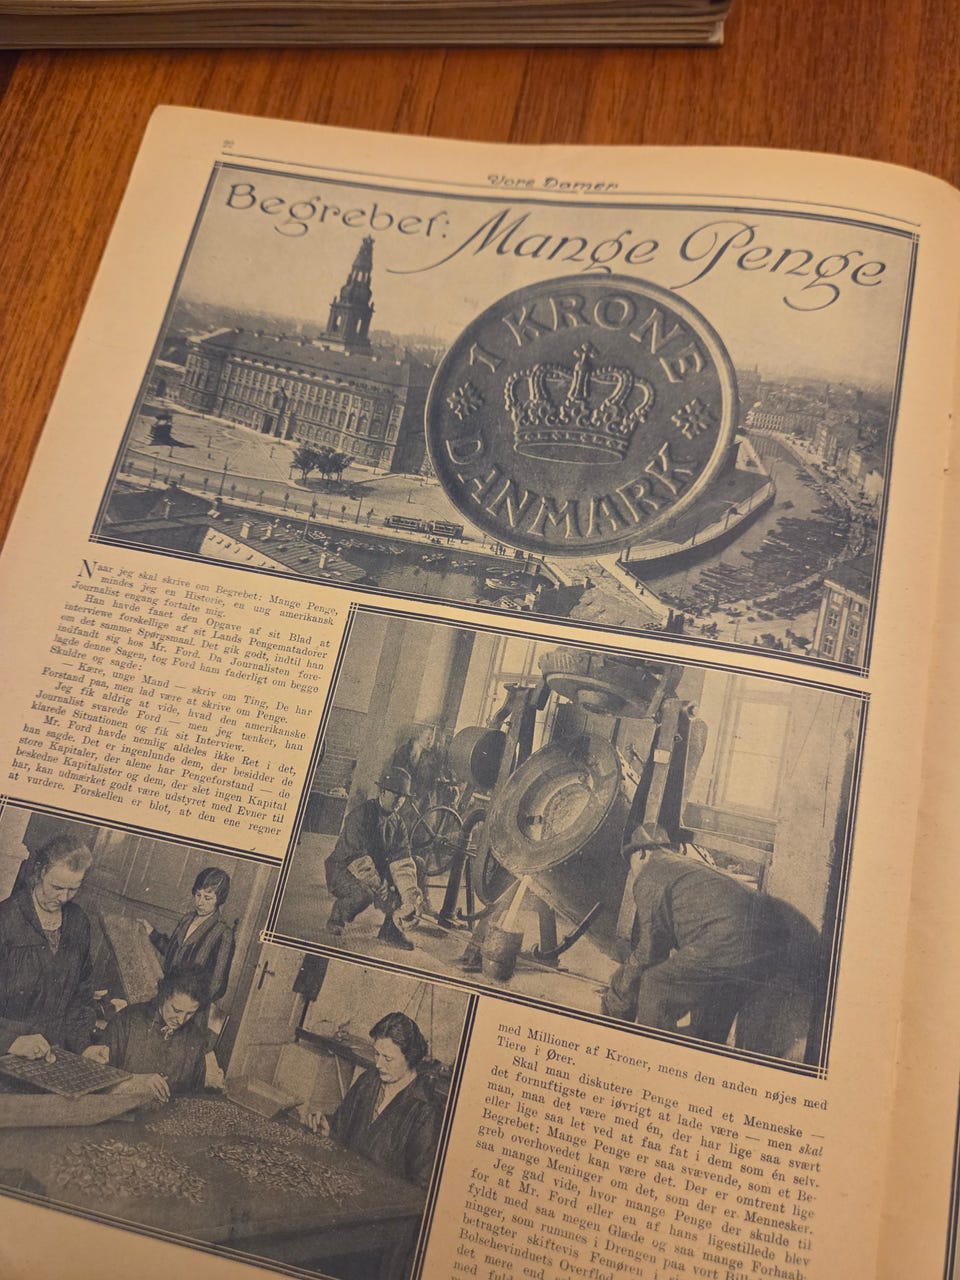 Vore Damer
Begrebet: Mange Penge
1 KRONE
DANMARK
Naar jeg skal skrive om Begrebet: Mange Penge,
mindes jeg en Historie, en ung amerikansk
Journalist engang fortalte mig.
Han havde faaet den Opgave af sit Blad at
interviewe forskellige af sit Lands Pengematadorer
om det samme Spørgsmaal. Det gik godt, indtil han
indfandt sig hos Mr. Ford. Da Journalisten fore-
lagde denne Sagen, tog Ford ham faderligt om begge
Skuldre og sagde:
— Kære, unge Mand — skriv om Ting, De har
Forstand paa, men lad være at skrive om Penge.
Jeg fik aldrig at vide, hvad den amerikanske
Journalist svarede Ford — men jeg tænker, han
klarede Situationen og fik sit Interview.
Mr. Ford havde nemlig aldeles ikke Ret i det,
han sagde. Det er ingenlunde dem, der besidder de
store Kapitaler, der alene har Pengeforstand — de
beskedne Kapitalister og dem, der slet ingen Kapital
har, kan udmærket godt være udstyret med Evner til
at vurdere. Forskellen er blot, at den ene regner
med Millioner af Kroner, mens den anden nøjes med
Tiere i Ører.
Skal man diskutere Penge med et Menneske —
det fornuftigste er iøvrigt at lade være — men skal
man, maa det være med én, der har lige saa svært
eller lige saa let ved at faa fat i dem som én selv.
Begrebet: Mange Penge er saa svævende, som et Be-
greb overhovedet kan være det. Der er omtrent lige
saa mange Meninger om det, som der er Mennesker.
Jeg gad vide, hvor mange Penge der skulde til
for at Mr. Ford eller en af hans ligestillede blev
fyldt med saa megen Glæde og saa mange Forhaab-
ninger, som rummes i Drengen paa vort
betragter skiftevis Femøren i
Bolschevinduets Overflod
det mere end
med